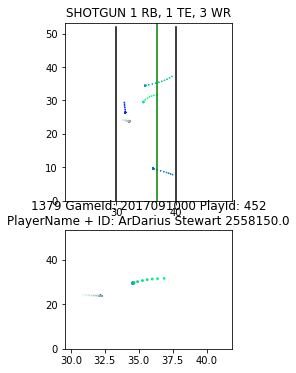 SHOTGUN 1 RB, 1 TE, 3 WR
50
40
30
20
10
0
30
40
1379 GameId: 2017091000 PlayId: 452
PlayerName + ID: ArDarius Stewart 2558150.0
40
20
0
30.0 32.5 35.0 37.5 40.0